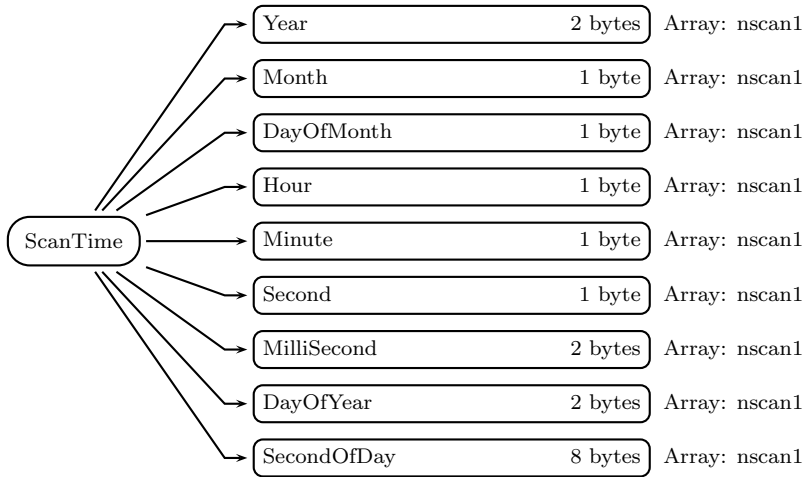 Year 2 bytes Array: nscan1
Month 1 byte Array: nscan1
DayOfMonth 1 byte Array: nscan1
Hour 1 byte Array: nscan1
ScanTime
Minute 1 byte Array: nscan1
Second 1 byte Array: nscan1
MilliSecond 2 bytes Array: nscan1
DayOfYear 2 bytes Array: nscan1
SecondOfDay 8 bytes Array: nscan1